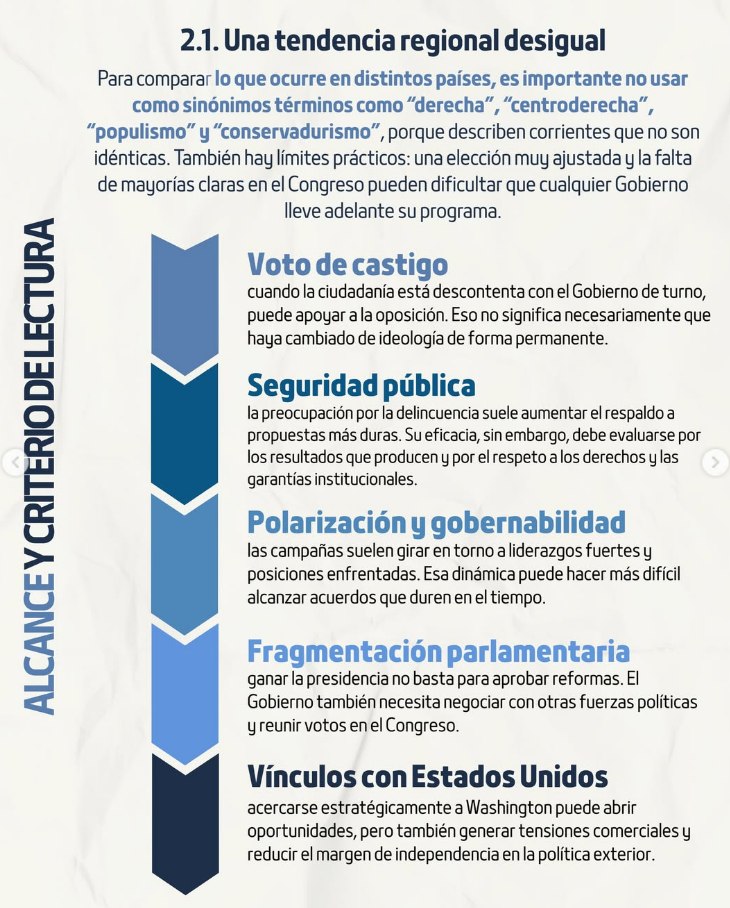 2.1. Una tendencia regional desigual
Para comparar lo que ocurre en distintos países, es importante no usar
como sinónimos términos como “derecha”, “centroderecha”,
“populismo” y “conservadurismo”, porque describen corrientes que no son
idénticas. También hay límites prácticos: una elección muy ajustada y la falta
de mayorías claras en el Congreso pueden dificultar que cualquier Gobierno
lleve adelante su programa.
ALCANCE Y CRITERIO DE LECTURA
Voto de castigo
cuando la ciudadanía está descontenta con el Gobierno de turno,
puede apoyar a la oposición. Eso no significa necesariamente que
haya cambiado de ideología de forma permanente.
Seguridad pública
la preocupación por la delincuencia suele aumentar el respaldo a
propuestas más duras. Su eficacia, sin embargo, debe evaluarse por
los resultados que producen y por el respeto a los derechos y las
garantías institucionales.
Polarización y gobernabilidad
las campañas suelen girar en torno a liderazgos fuertes y
posiciones enfrentadas. Esa dinámica puede hacer más difícil
alcanzar acuerdos que duren en el tiempo.
Fragmentación parlamentaria
ganar la presidencia no basta para aprobar reformas. El
Gobierno también necesita negociar con otras fuerzas políticas
y reunir votos en el Congreso.
Vínculos con Estados Unidos
acercarse estratégicamente a Washington puede abrir
oportunidades, pero también generar tensiones comerciales y
reducir el margen de independencia en la política exterior.